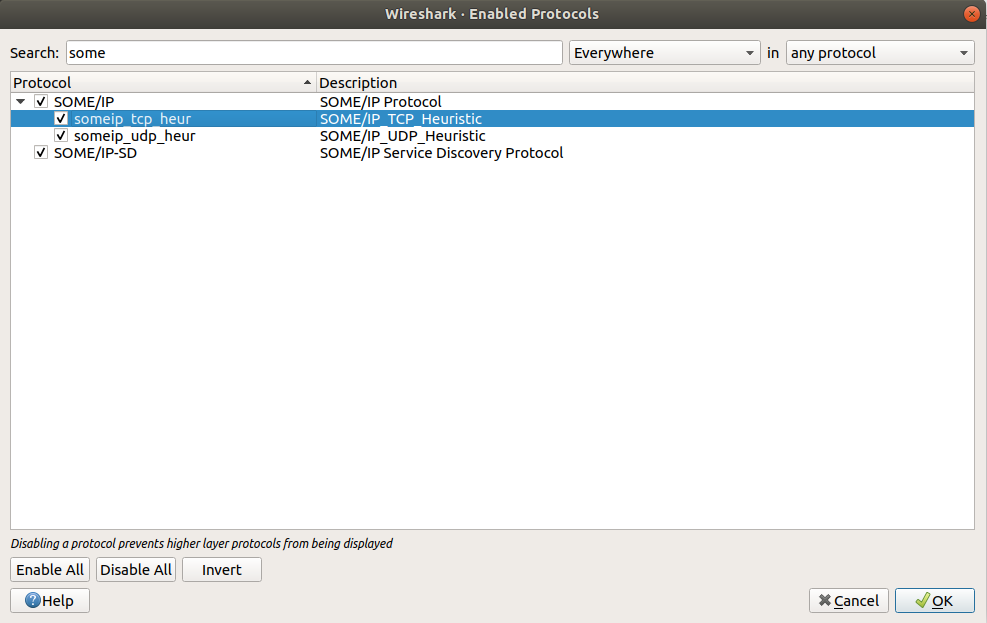 Wireshark · Enabled Protocols
Search: some Everywhere in any protocol
Protocol Description
SOME/IP SOME/IP Protocol
someip_tcp_heur SOME/IP_TCP_Heuristic
someip_udp_heur SOME/IP_UDP_Heuristic
SOME/IP-SD SOME/IP Service Discovery Protocol
Disabling a protocol prevents higher layer protocols from being displayed
Enable All Disable All Invert
Help Cancel OK